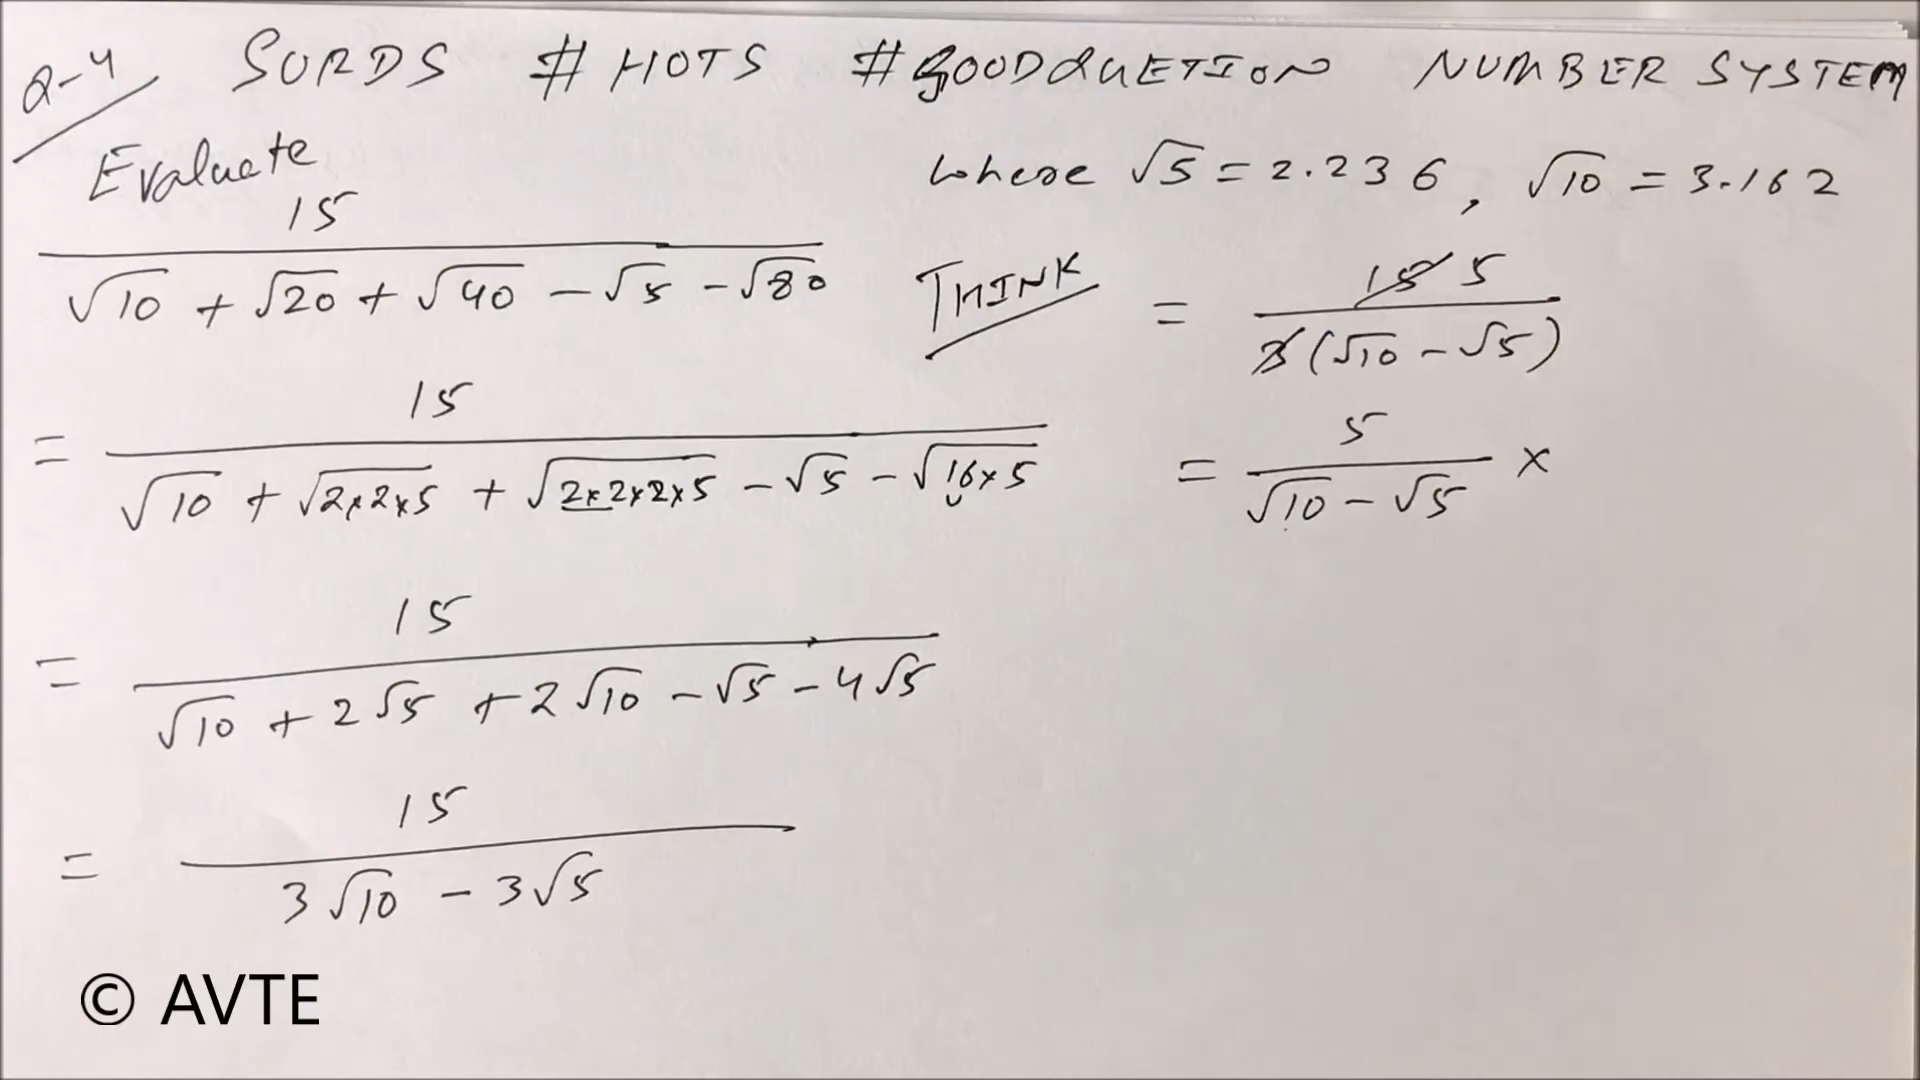 Q-4 SURDS #HOTS #GOODQUETION NUMBER SYSTEM
Evaluate where √5 = 2.236, √10 = 3.162
15
√10 + √20 + √40 - √5 - √80
THINK
= 15
√10 + √2×2×5 + √2×2×2×5 - √5 - √16×5
= 15
√10 + 2√5 + 2√10 - √5 - 4√5
= 15
3√10 - 3√5
= 15 5
3(√10 - √5)
= 5 ×
√10 - √5
© AVTE